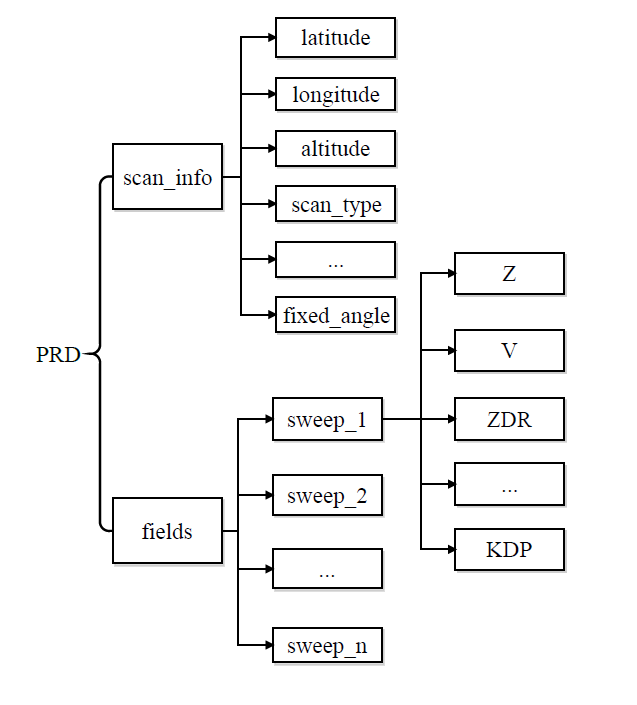 latitude
longitude
altitude
scan_info
scan_type
...
fixed_angle
Z
V
PRD
sweep_1
ZDR
sweep_2
...
fields
KDP
...
sweep_n